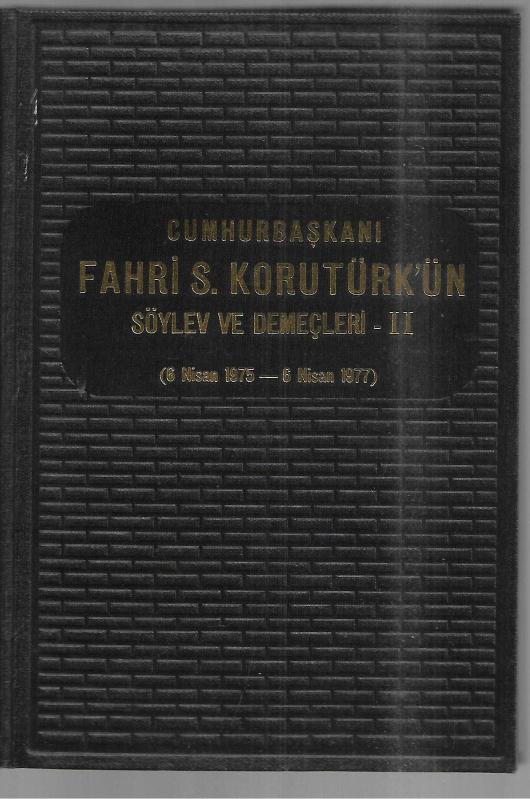 CUMHURBAŞKANI
FAHRİ S. KORUTÜRK'ÜN
SÖYLEV VE DEMEÇLERİ - II
(6 Nisan 1975 — 6 Nisan 1977)